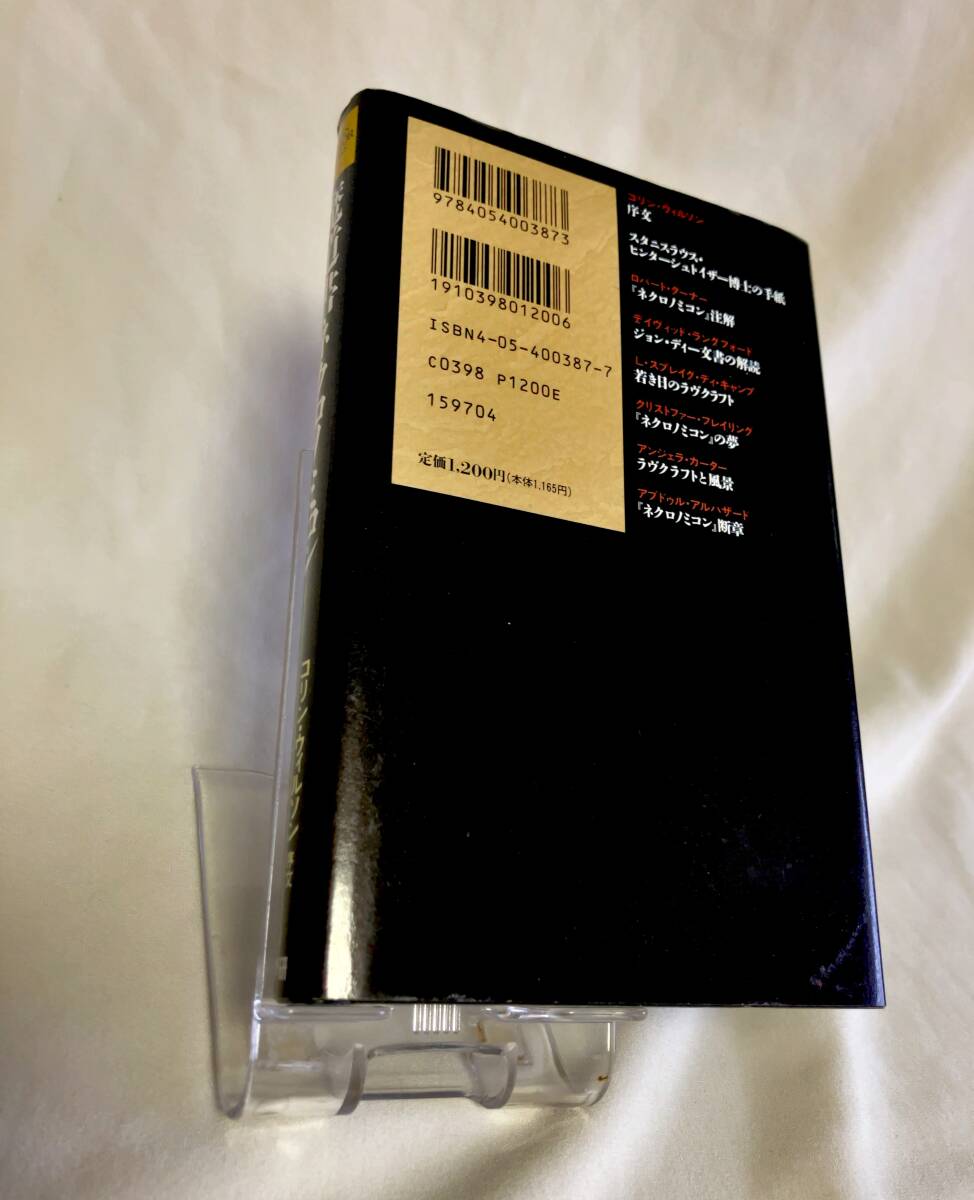 9784054003873
1910398012006
ISBN4-05-400387-7
C0398 P1200E
159704
定価1,200円(本体1,165円)
コリン・ウィルソン
序文
スタニスラウス・
ヒンターシュトイザー博士の手紙
ロバート・ターナー
『ネクロノミコン』注解
デイヴィッド・ラングフォード
ジョン・ディー文書の解読
L・スプレイグ・ディ・キャンプ
若き日のラヴクラフト
クリストファー・フレイリング
『ネクロノミコン』の夢
アンジェラ・カーター
ラヴクラフトと風景
アブドゥル・アルハザード
『ネクロノミコン』断章
コリン・ウィルソン